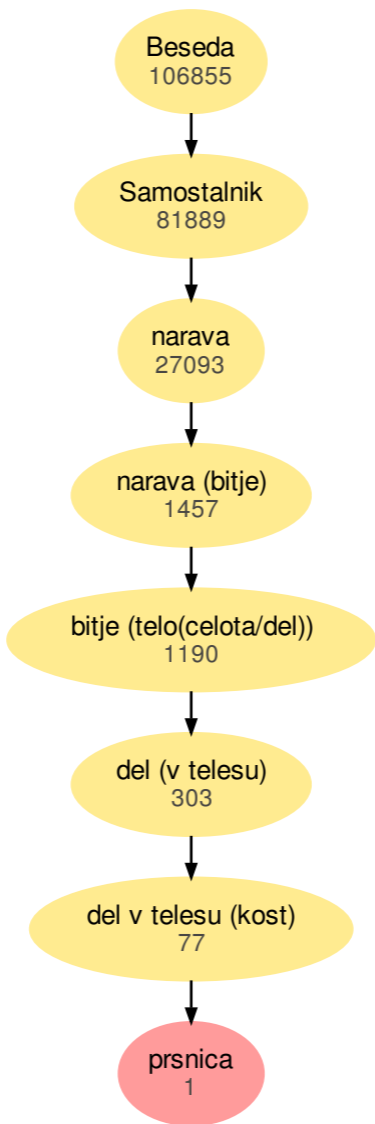 Beseda
106855
Samostalnik
81889
narava
27093
narava (bitje)
1457
bitje (telo(celota/del))
1190
del (v telesu)
303
del v telesu (kost)
77
prsnica
1